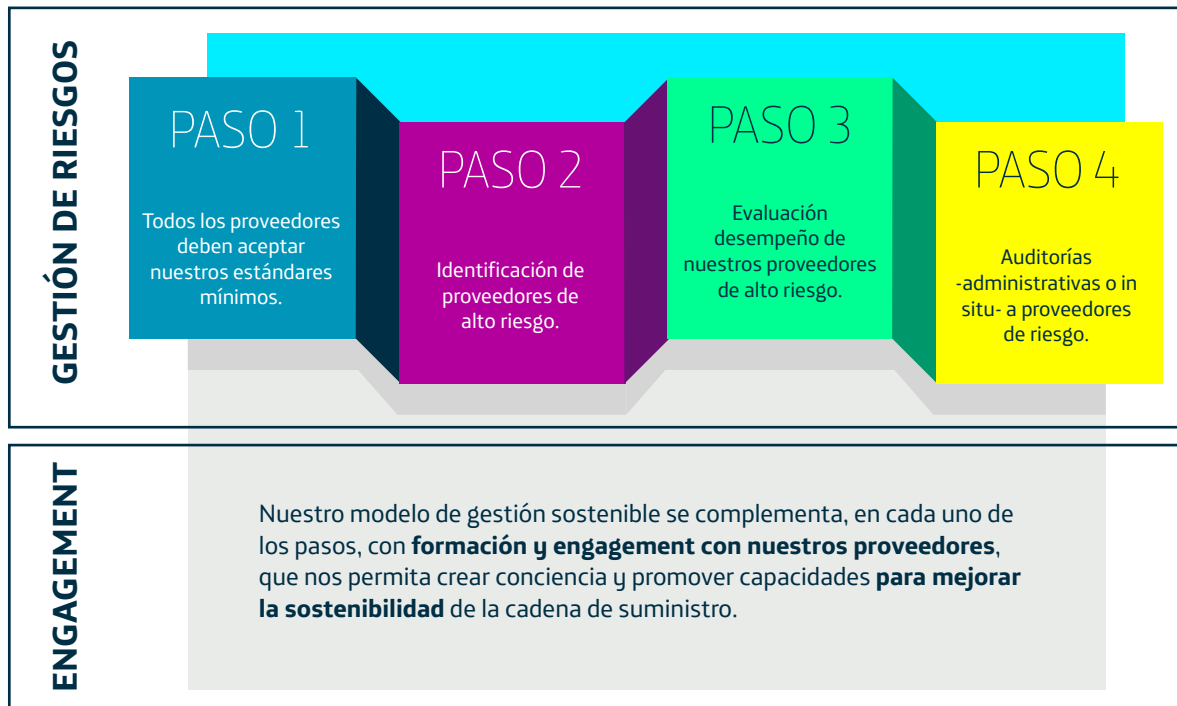 GESTIÓN DE RIESGOS
PASO 1
Todos los proveedores
deben aceptar
nuestros estándares
mínimos.
PASO 2
Identificación de
proveedores de
alto riesgo.
PASO 3
Evaluación
desempeño de
nuestros proveedores
de alto riesgo.
PASO 4
Auditorías
-administrativas o in
situ- a proveedores
de riesgo.
ENGAGEMENT
Nuestro modelo de gestión sostenible se complementa, en cada uno de
los pasos, con formación y engagement con nuestros proveedores,
que nos permita crear conciencia y promover capacidades para mejorar
la sostenibilidad de la cadena de suministro.